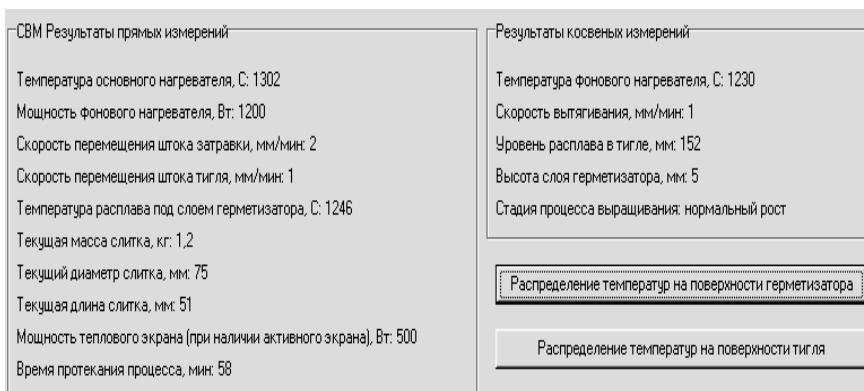 СВМ Результаты прямых измерений
Температура основного нагревателя, С: 1302
Мощность фонового нагревателя, Вт: 1200
Скорость перемещения штока затравки, мм/мин: 2
Скорость перемещения штока тигля, мм/мин: 1
Температура расплава под слоем герметизатора, С: 1246
Текущая масса слитка, кг: 1,2
Текущий диаметр слитка, мм: 75
Текущая длина слитка, мм: 51
Мощность теплового экрана (при наличии активного экрана), Вт: 500
Время протекания процесса, мин: 58
Результаты косвеных измерений
Температура фонового нагревателя, С: 1230
Скорость вытягивания, мм/мин: 1
Уровень расплава в тигле, мм: 152
Высота слоя герметизатора, мм: 5
Стадия процесса выращивания: нормальный рост
Распределение температур на поверхности герметизатора
Распределение температур на поверхности тигля